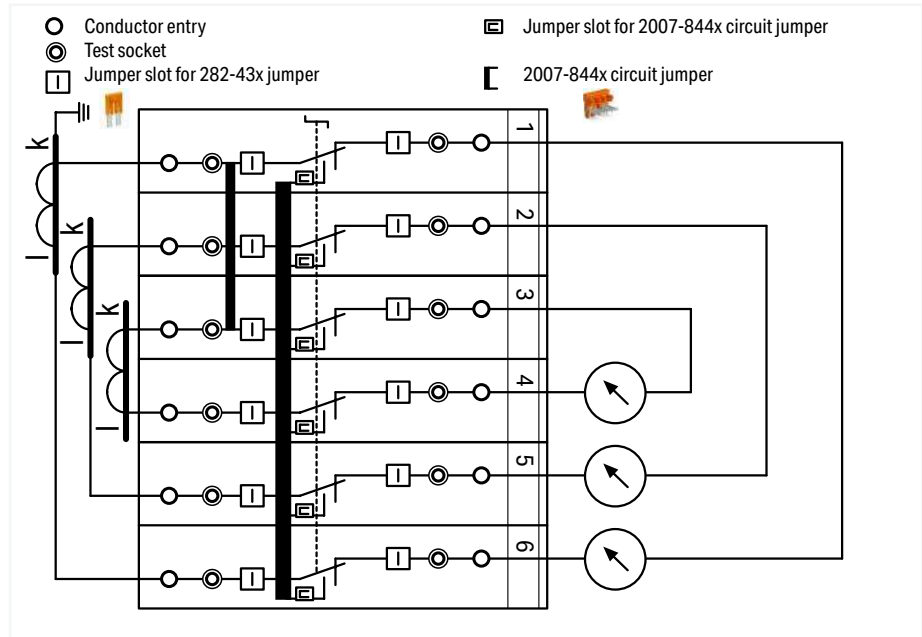 Conductor entry
Jumper slot for 2007-844x circuit jumper
Test socket
Jumper slot for 282-43x jumper
2007-844x circuit jumper
k
l
k
l
k
l
1
2
3
4
5
6